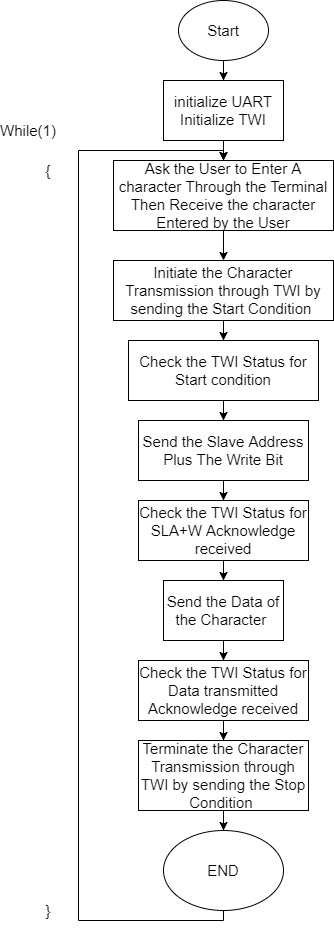 Start
initialize UART
Initialize TWI
While(1)
{
Ask the User to Enter A
character Through the Terminal
Then Receive the character
Entered by the User
Initiate the Character
Transmission through TWI by
sending the Start Condition
Check the TWI Status for
Start condition
Send the Slave Address
Plus The Write Bit
Check the TWI Status for
SLA+W Acknowledge
received
Send the Data of
the Character
Check the TWI Status for
Data transmitted
Acknowledge received
Terminate the Character
Transmission through
TWI by sending the Stop
Condition
END
}